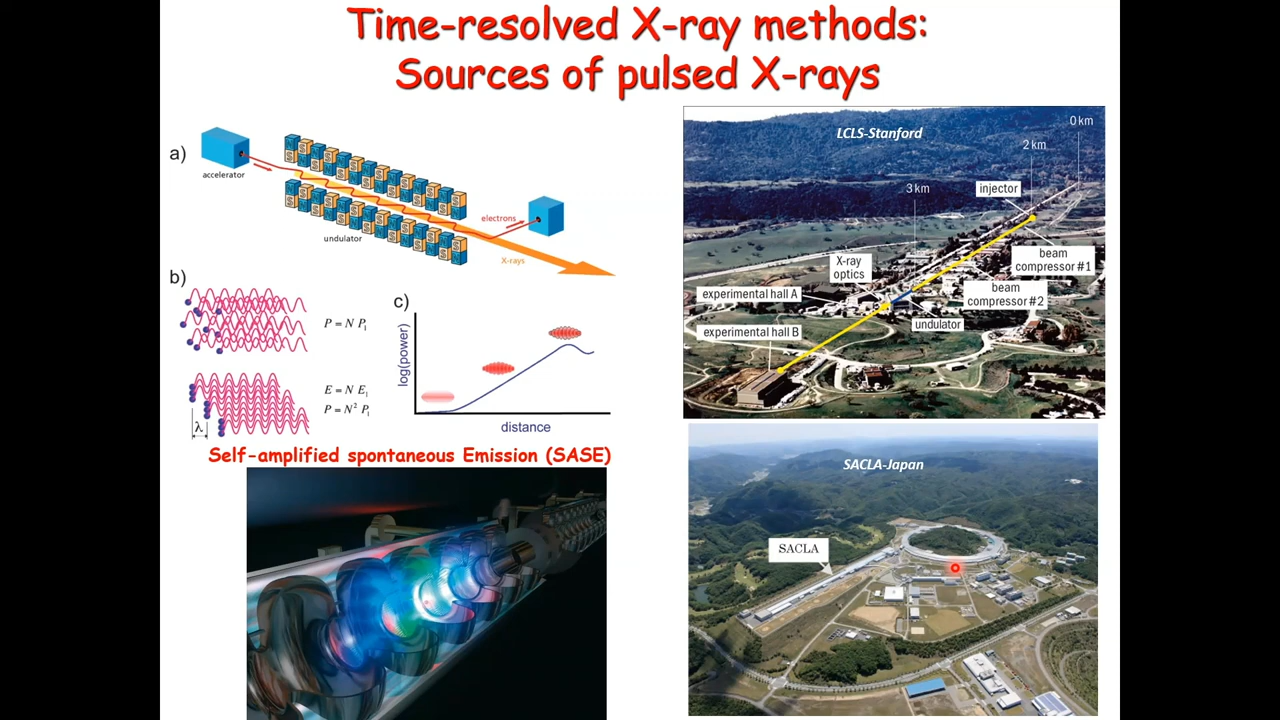 Time-resolved X-ray methods:
Sources of pulsed X-rays
a)
accelerator
undulator
electrons
X-rays
b)
P = N P₁
E = N E₁
P = N² P₁
λ
c)
log(power)
distance
Self-amplified spontaneous Emission (SASE)
LCLS-Stanford
0 km
2 km
3 km
injector
X-ray
optics
beam
compressor #1
experimental hall A
beam
compressor #2
undulator
experimental hall B
SACLA-Japan
SACLA